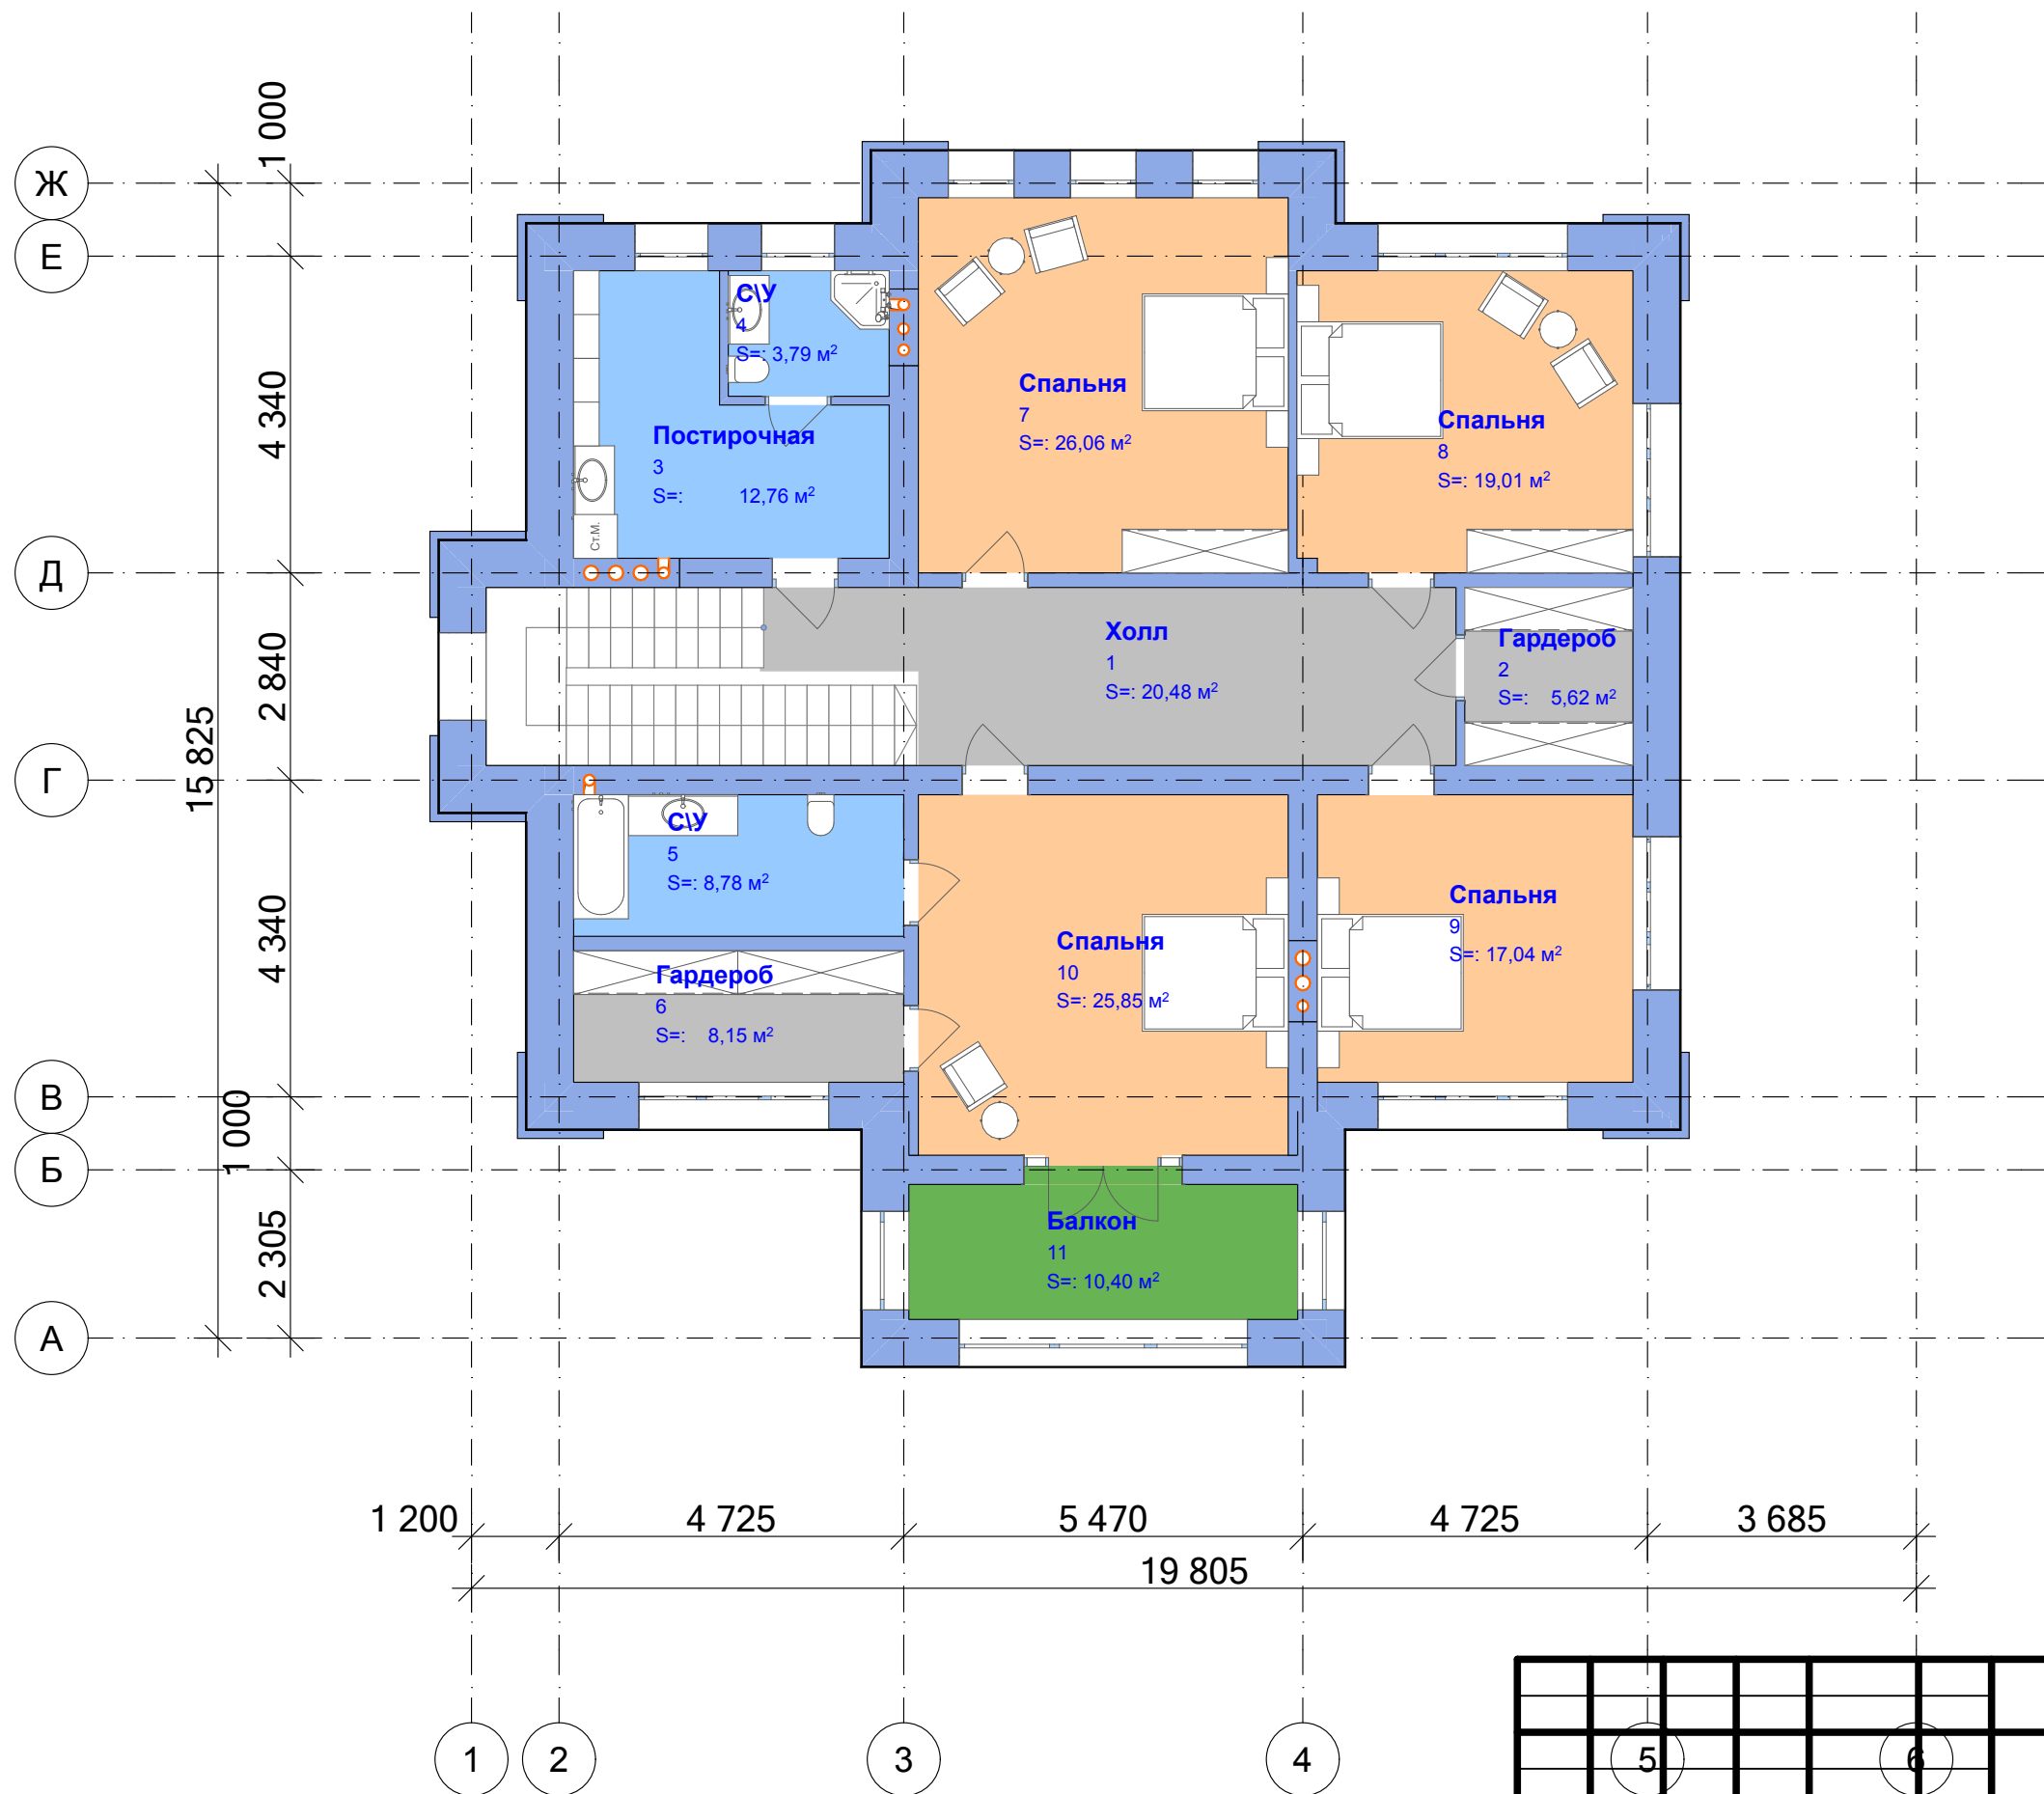 1 000
Ж
Е
С\У
4
S=: 3,79 м²
4 340
Спальня
7
S=: 26,06 м²
Спальня
8
S=: 19,01 м²
Постирочная
3
S=: 12,76 м²
Ст.М.
Д
Холл
1
S=: 20,48 м²
Гардероб
2
S=: 5,62 м²
2 840
15 825
Г
С\У
5
S=: 8,78 м²
Спальня
9
S=: 17,04 м²
4 340
Спальня
10
S=: 25,85 м²
Гардероб
6
S=: 8,15 м²
В
1 000
Б
Балкон
11
S=: 10,40 м²
2 305
А
1 200
4 725
5 470
4 725
3 685
19 805
1
2
3
4
5
6